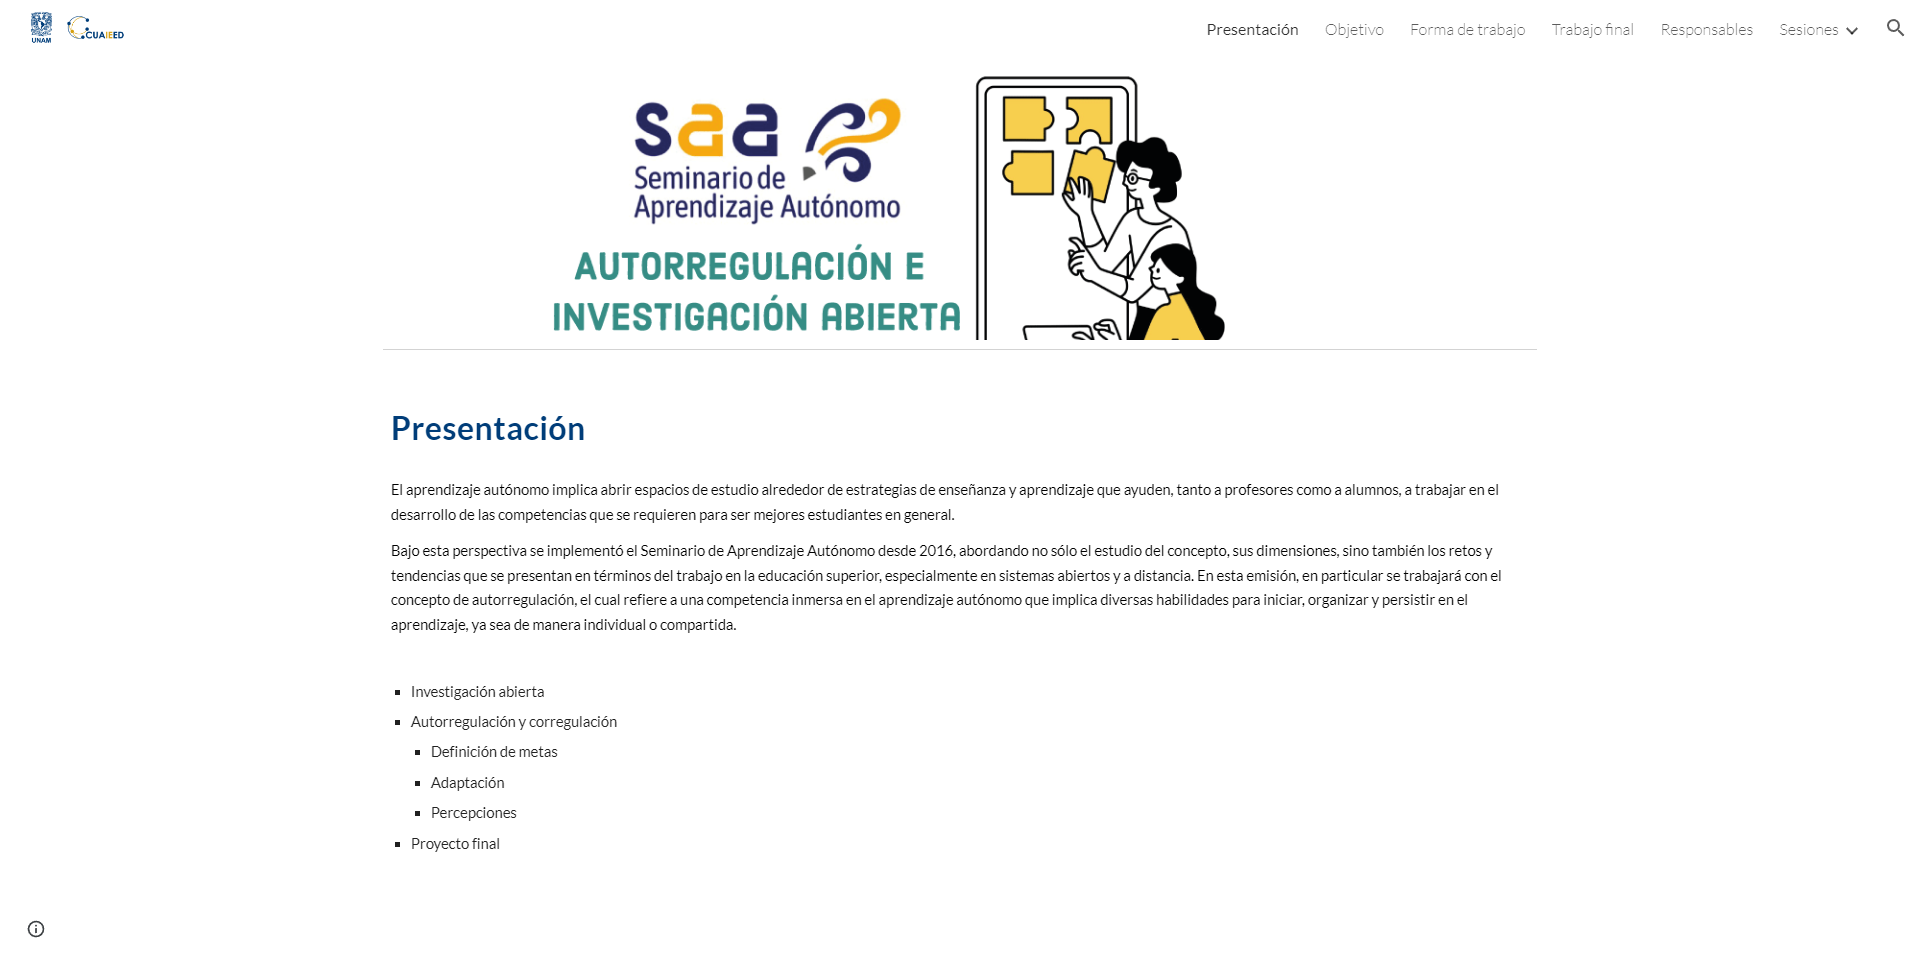 UNAM
CUAIEED
Presentación
Objetivo
Forma de trabajo
Trabajo final
Responsables
Sesiones
saa
Seminario de
Aprendizaje Autónomo
AUTORREGULACIÓN E
INVESTIGACIÓN ABIERTA
Presentación
El aprendizaje autónomo implica abrir espacios de estudio alrededor de estrategias de enseñanza y aprendizaje que ayuden, tanto a profesores como a alumnos, a trabajar en el
desarrollo de las competencias que se requieren para ser mejores estudiantes en general.
Bajo esta perspectiva se implementó el Seminario de Aprendizaje Autónomo desde 2016, abordando no sólo el estudio del concepto, sus dimensiones, sino también los retos y
tendencias que se presentan en términos del trabajo en la educación superior, especialmente en sistemas abiertos y a distancia. En esta emisión, en particular se trabajará con el
concepto de autorregulación, el cual refiere a una competencia inmersa en el aprendizaje autónomo que implica diversas habilidades para iniciar, organizar y persistir en el
aprendizaje, ya sea de manera individual o compartida.
Investigación abierta
Autorregulación y corregulación
Definición de metas
Adaptación
Percepciones
Proyecto final